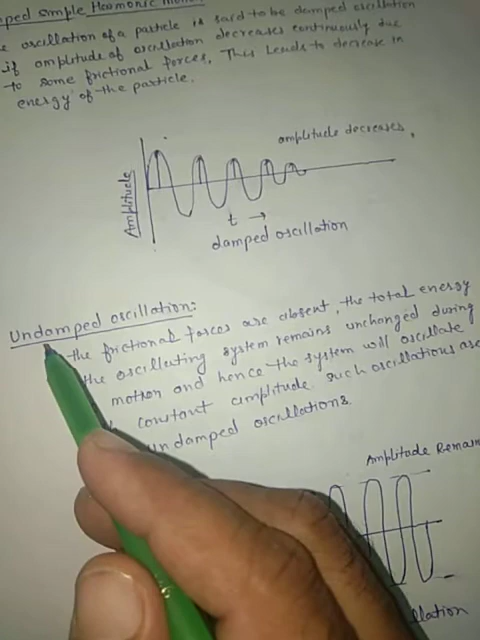 ped Simple Harmonic
oscillation of a particle is said to be damped oscillation
if amplitude of oscillation decreases continuously due
to some frictional forces. This leads to decrease in
energy of the particle.
amplitude decreases.
Amplitude
t →
damped oscillation
Undamped oscillation:
the frictional forces are absent, the total energy
the oscillating system remains unchanged during
motion and hence the system will oscillate
constant amplitude such oscillations are
undamped oscillations.
Amplitude Remain
llation